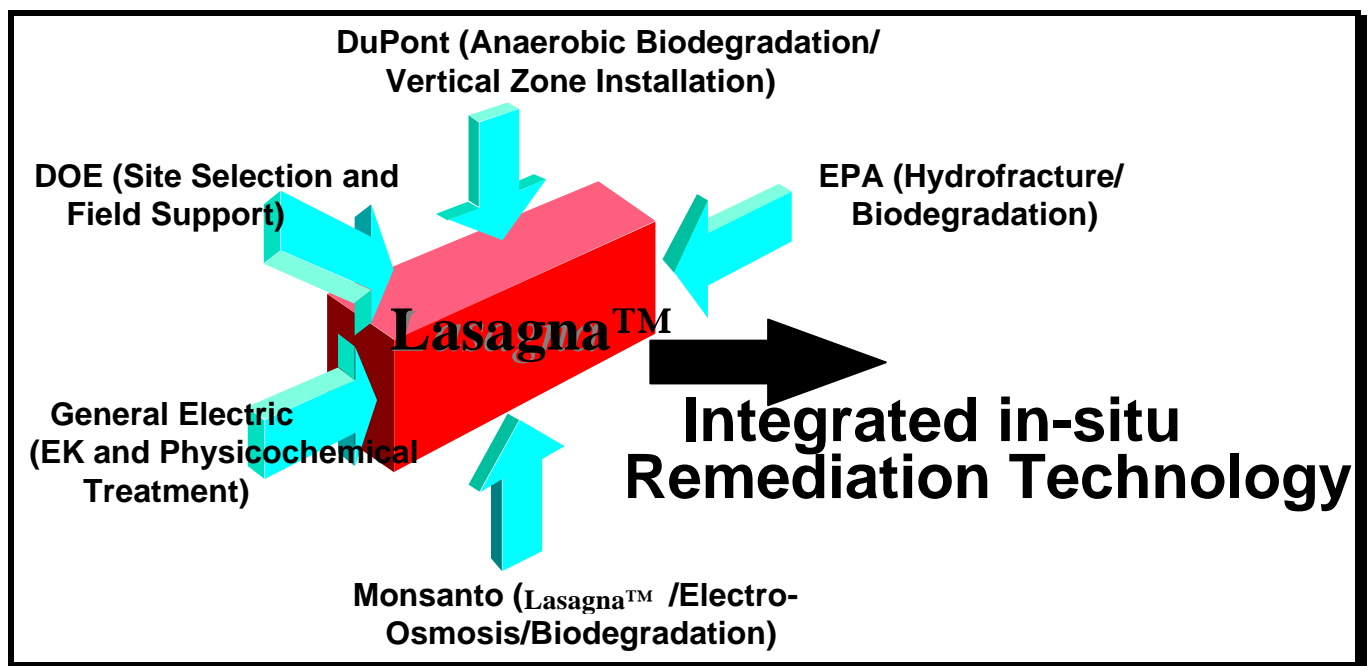 DuPont (Anaerobic Biodegradation/
Vertical Zone Installation)
DOE (Site Selection and
Field Support)
EPA (Hydrofracture/
Biodegradation)
Lasagna™
General Electric
(EK and Physicochemical
Treatment)
Integrated in-situ
Remediation Technology
Monsanto (Lasagna™ /Electro-
Osmosis/Biodegradation)